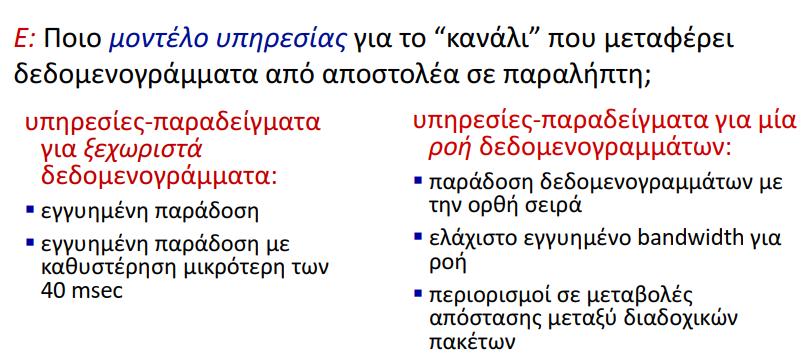 Ε: Ποιο μοντέλο υπηρεσίας για το “κανάλι” που μεταφέρει
δεδομενογράμματα από αποστολέα σε παραλήπτη;
υπηρεσίες-παραδείγματα
για ξεχωριστά
δεδομενογράμματα:
▪ εγγυημένη παράδοση
▪ εγγυημένη παράδοση με
καθυστέρηση μικρότερη των
40 msec
υπηρεσίες-παραδείγματα για μία
ροή δεδομενογραμμάτων:
▪ παράδοση δεδομενογραμμάτων με
την ορθή σειρά
▪ ελάχιστο εγγυημένο bandwidth για
ροή
▪ περιορισμοί σε μεταβολές
απόστασης μεταξύ διαδοχικών
πακέτων